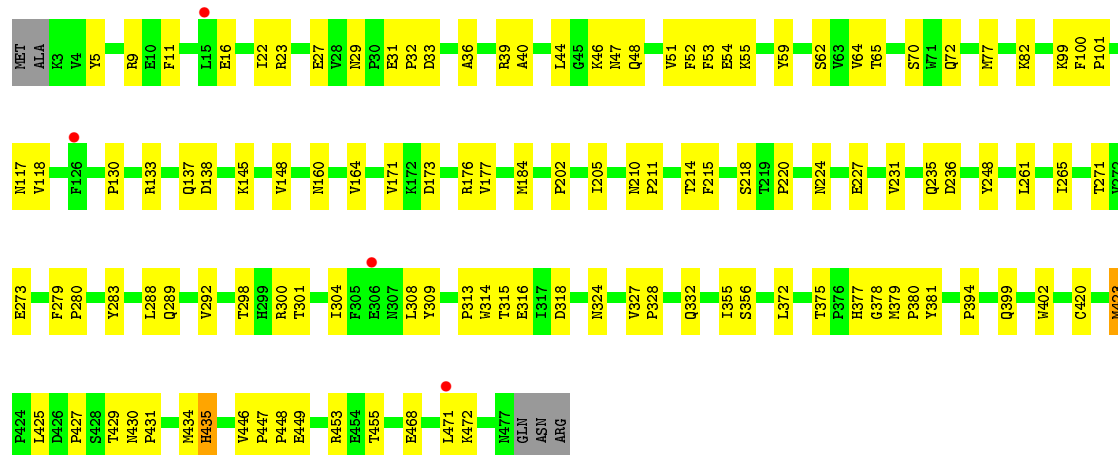 MET ALA K3 V4 Y5 R9 E10 F11 L15 E16 I22 R23 E27 V28 N29 P30 E31 P32 D33 A36 R39 A40 L44 G45 K46 N47 Q48 V51 F52 F53 E54 K55 Y59 S62 V63 V64 T65 S70 W71 Q72 M77 K82 K99 F100 P101
N117 V118 F126 P130 R133 Q137 D138 K145 V148 N160 V164 V171 K172 D173 R176 V177 M184 P202 I205 N210 P211 T214 F215 S218 T219 P220 N224 E227 V231 Q235 D236 Y248 L261 I265 T271
E273 F279 P280 Y283 L288 Q289 V292 T298 H299 R300 T301 I304 F305 E306 N307 L308 Y309 P313 W314 T315 E316 I317 D318 N324 V327 P328 Q332 I355 S356 L372 T375 P376 H377 G378 M379 P380 Y381 P394 Q399 W402 C420 M423
P424 L425 D426 P427 S428 T429 N430 P431 M434 H435 V446 P447 P448 E449 R453 E454 T455 E468 L471 K472 N477 GLN ASN ARG